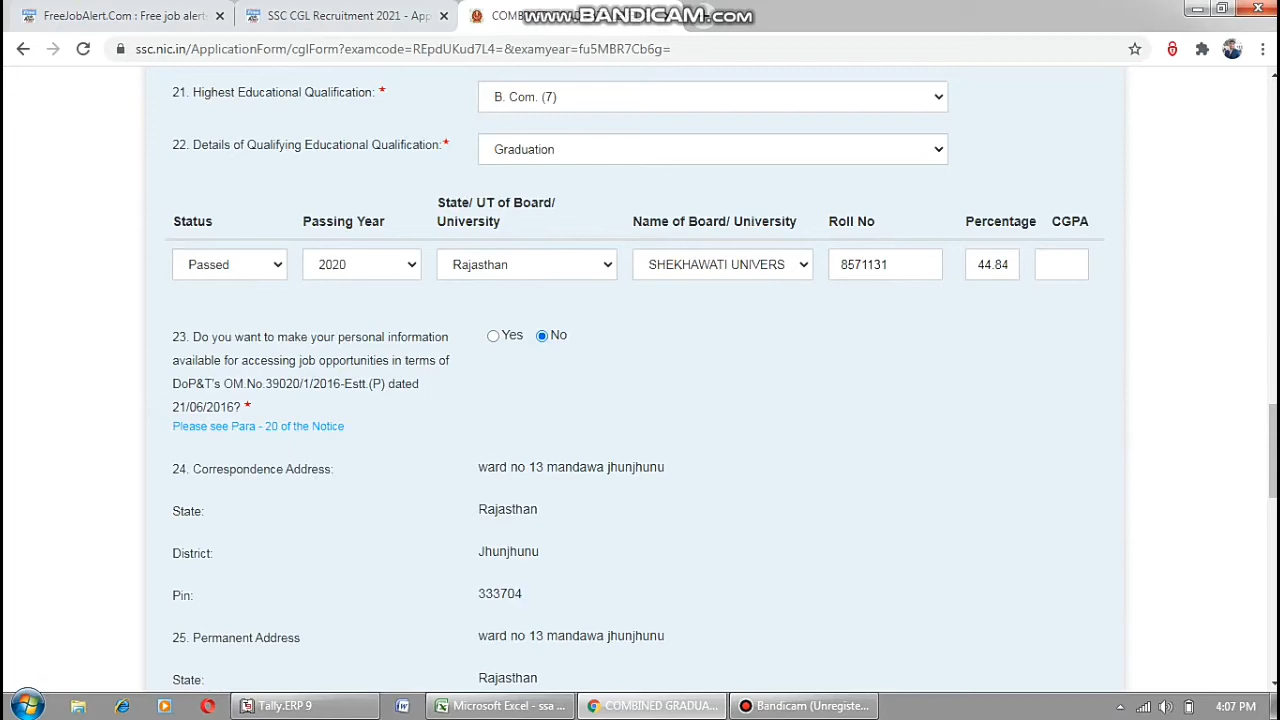 FreeJobAlert.Com : Free job alert
SSC CGL Recruitment 2021 - App
www.BANDICAM.com
ssc.nic.in/ApplicationForm/cglForm?examcode=REpdUKud7L4=&examyear=fu5MBR7Cb6g=
21. Highest Educational Qualification: *
B. Com. (7)
22. Details of Qualifying Educational Qualification:*
Graduation
Status Passing Year State/ UT of Board/ University Name of Board/ University Roll No Percentage CGPA
Passed 2020 Rajasthan SHEKHAWATI UNIVERS 8571131 44.84
23. Do you want to make your personal information
Yes No
available for accessing job opportunities in terms of
DoP&T's OM.No.39020/1/2016-Estt.(P) dated
21/06/2016? *
Please see Para - 20 of the Notice
24. Correspondence Address: ward no 13 mandawa jhunjhunu
State: Rajasthan
District: Jhunjhunu
Pin: 333704
25. Permanent Address ward no 13 mandawa jhunjhunu
State: Rajasthan
Tally.ERP 9
Microsoft Excel - ssa ...
COMBINED GRADUA...
Bandicam (Unregiste...
4:07 PM